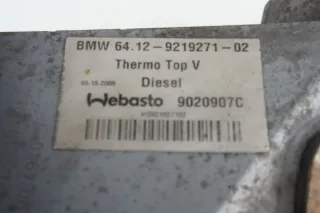 BMW 64.12-9219271-02
Thermo Top V
Diesel
Webasto 9020907C